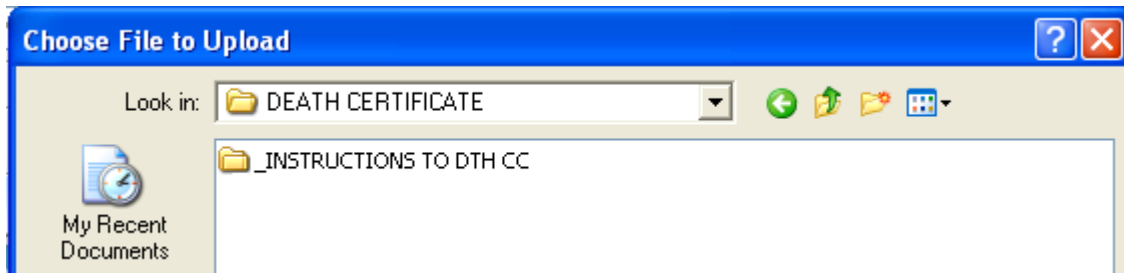 Choose File to Upload
?
Look in: DEATH CERTIFICATE
_INSTRUCTIONS TO DTH CC
My Recent
Documents